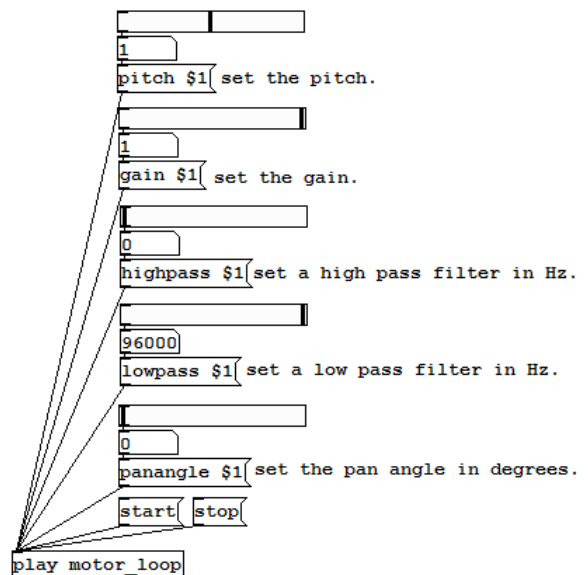 1
pitch $1 set the pitch.
1
gain $1 set the gain.
0
highpass $1 set a high pass filter in Hz.
96000
lowpass $1 set a low pass filter in Hz.
0
panangle $1 set the pan angle in degrees.
start stop
play motor_loop